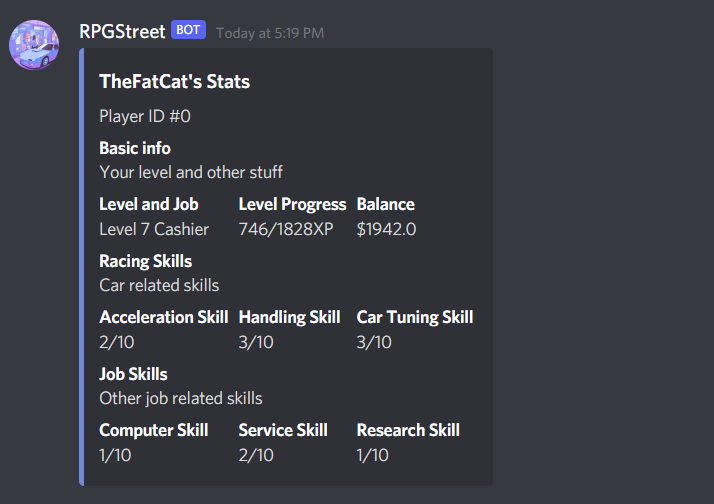 RPGStreet BOT Today at 5:19 PM
TheFatCat's Stats
Player ID #0
Basic info
Your level and other stuff
Level and Job Level Progress Balance
Level 7 Cashier 746/1828XP $1942.0
Racing Skills
Car related skills
Acceleration Skill Handling Skill Car Tuning Skill
2/10 3/10 3/10
Job Skills
Other job related skills
Computer Skill Service Skill Research Skill
1/10 2/10 1/10